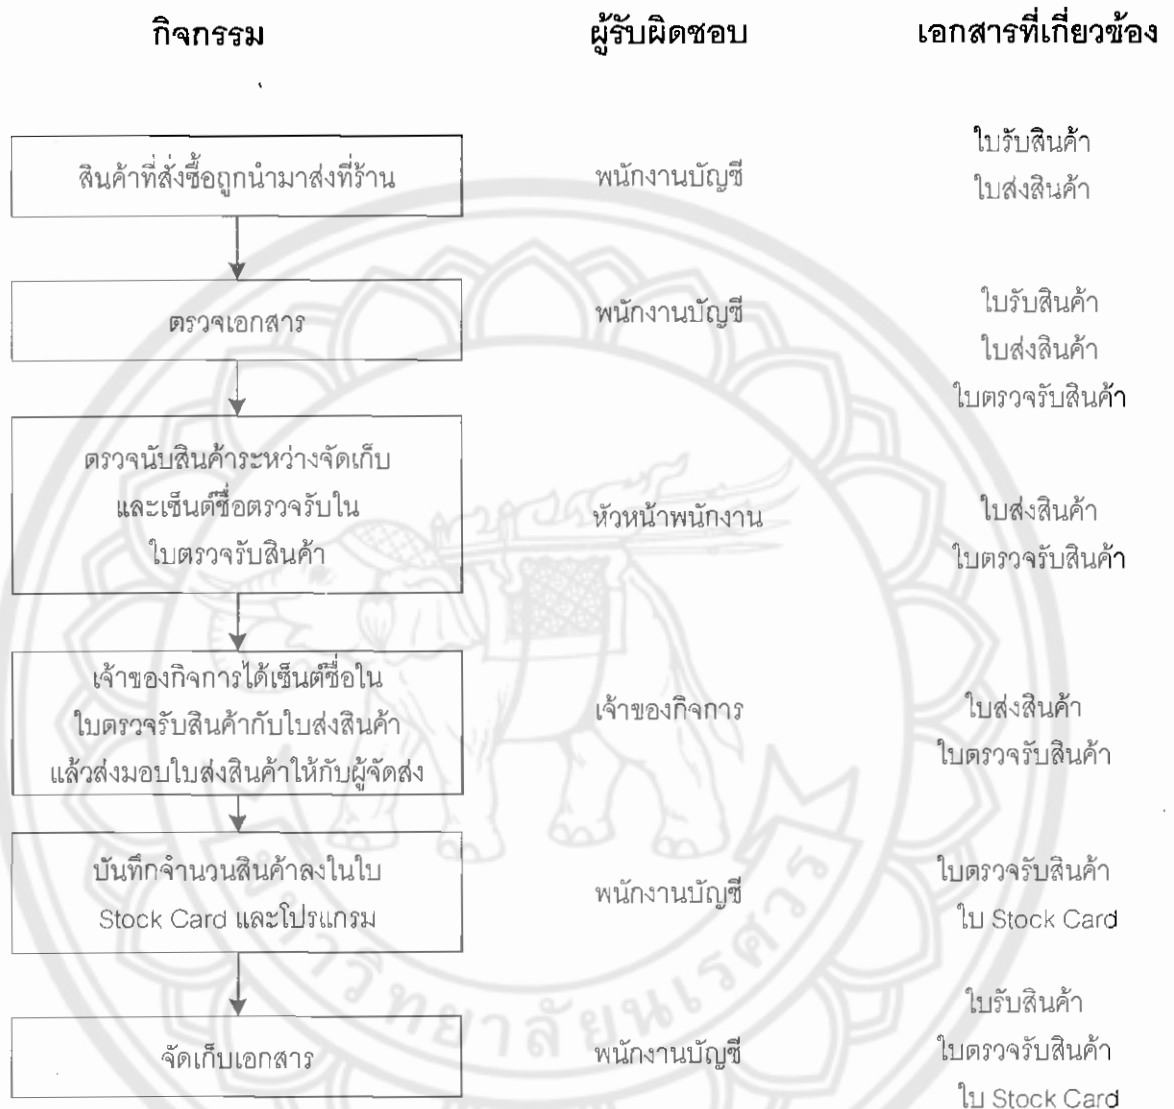 กิจกรรม ผู้รับผิดชอบ เอกสารที่เกี่ยวข้อง
สินค้าที่สั่งซื้อถูกนำมาส่งที่ร้าน พนักงานบัญชี ใบรับสินค้า
ใบส่งสินค้า
ตรวจเอกสาร พนักงานบัญชี ใบรับสินค้า
ใบส่งสินค้า
ใบตรวจรับสินค้า
ตรวจนับสินค้าระหว่างจัดเก็บ
และเซ็นต์ชื่อตรวจรับใน
ใบตรวจรับสินค้า
หัวหน้าพนักงาน
ใบส่งสินค้า
ใบตรวจรับสินค้า
เจ้าของกิจการได้เซ็นต์ชื่อใน
ใบตรวจรับสินค้ากับใบส่งสินค้า
แล้วส่งมอบใบส่งสินค้าให้กับผู้จัดส่ง
เจ้าของกิจการ
ใบส่งสินค้า
ใบตรวจรับสินค้า
บันทึกจำนวนสินค้าลงในใบ
Stock Card และโปรแกรม
พนักงานบัญชี
ใบตรวจรับสินค้า
ใบ Stock Card
จัดเก็บเอกสาร
พนักงานบัญชี
ใบรับสินค้า
ใบตรวจรับสินค้า
ใบ Stock Card
มหาวิทยาลัยนเรศวร